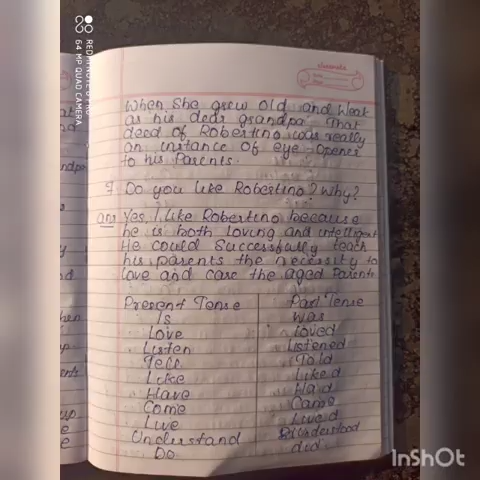 classmate
When She grew Old and Weak
as his dear grandpa. That
deed of Robertino was really
an instance of eye-opener
to his Parents.
7. Do you like Robertino? Why?
Ans Yes, I like Robertino because
he is both loving and intelligent
He could Successfully teach
his parents the necessity to
love and care the aged Parents
Present Tense Past Tense
Is Was
Love Loved
Listen Listened
Tell Told
Like Liked
Have Had
Come Came
Live Lived
Understand Understood
Do did
REDMI NOTE
64 MP QUAD CAMERA
InShOt